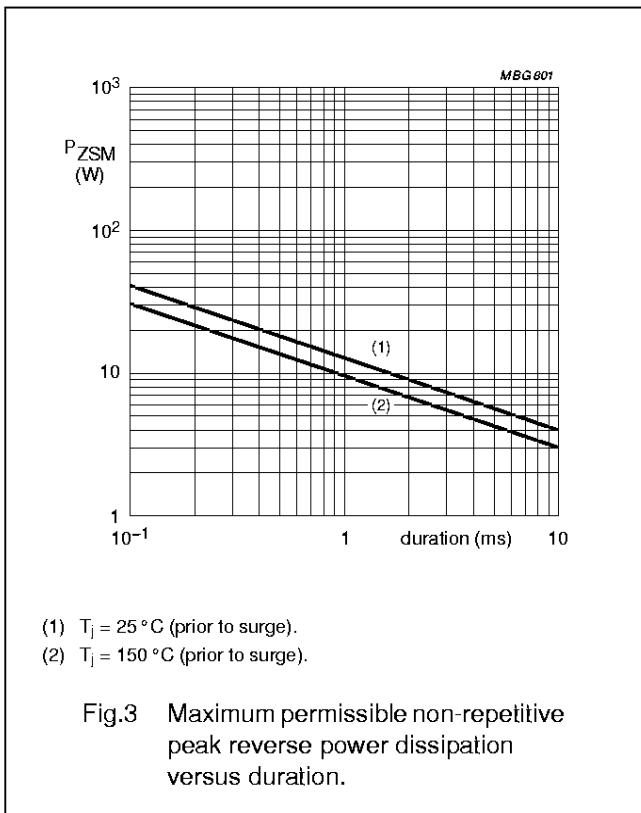 MBG801
10³
P_ZSM
(W)
10²
(1)
10
(2)
1
10⁻¹
1
duration (ms)
10
(1) T_j = 25 °C (prior to surge).
(2) T_j = 150 °C (prior to surge).
Fig.3 Maximum permissible non-repetitive
peak reverse power dissipation
versus duration.